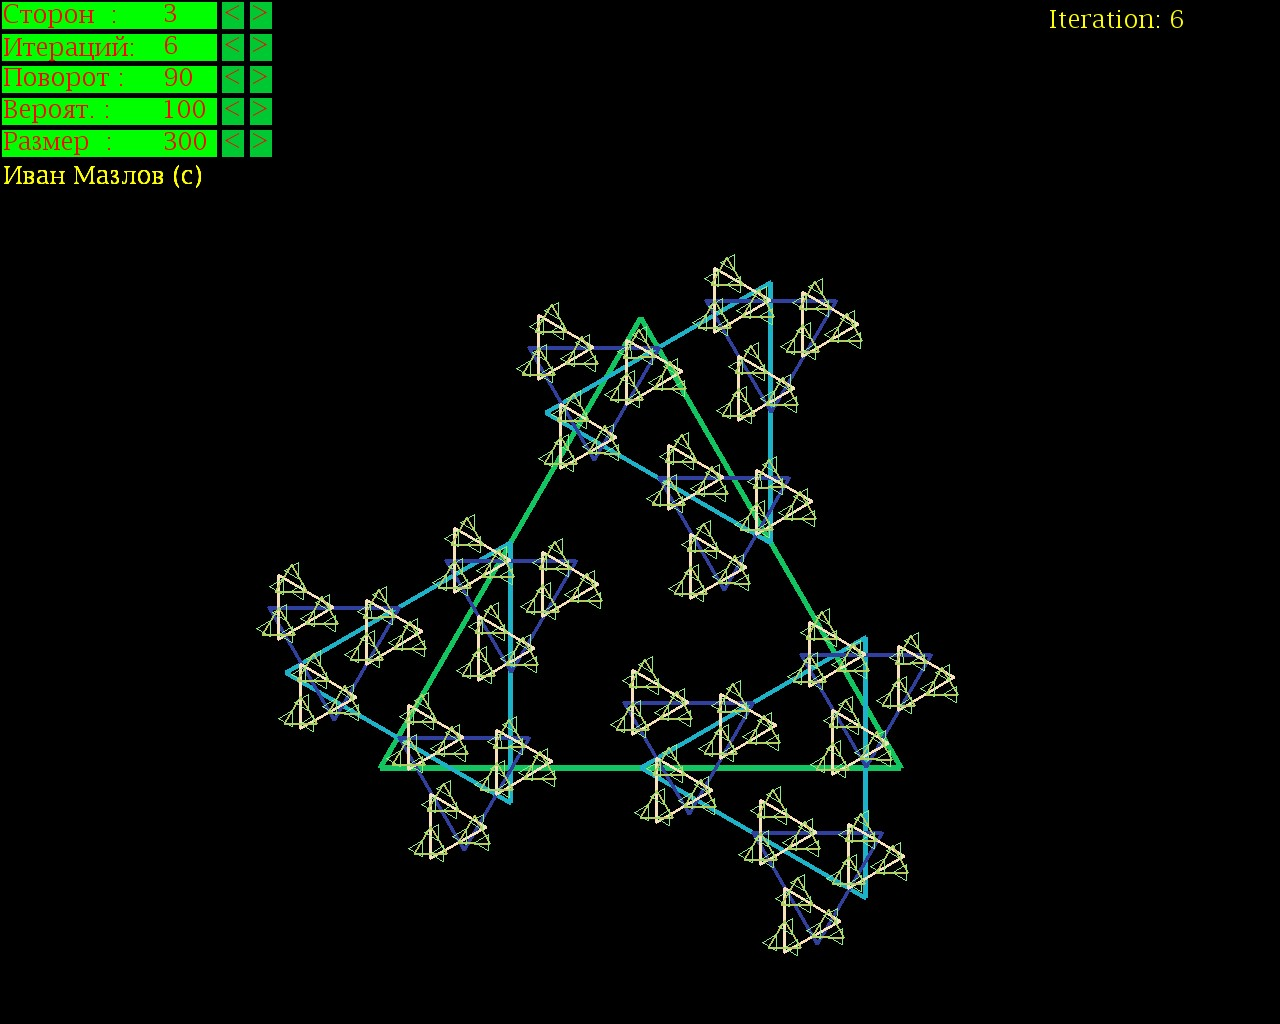 Сторон : 3 < >
Итераций: 6 < >
Поворот : 90 < >
Вероят. : 100 < >
Размер : 300 < >
Иван Мазлов (с)
Iteration: 6